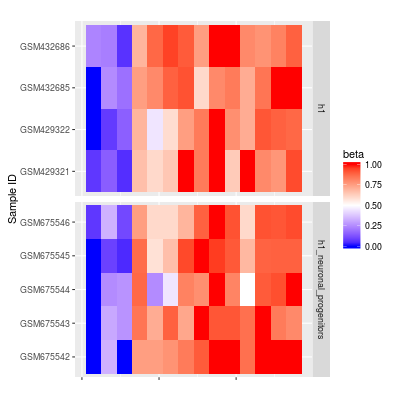 GSM432686
GSM432685
GSM429322
GSM429321
h1
GSM675546
GSM675545
GSM675544
GSM675543
GSM675542
h1_neuronal_progenitors
Sample ID
beta
1.00
0.75
0.50
0.25
0.00